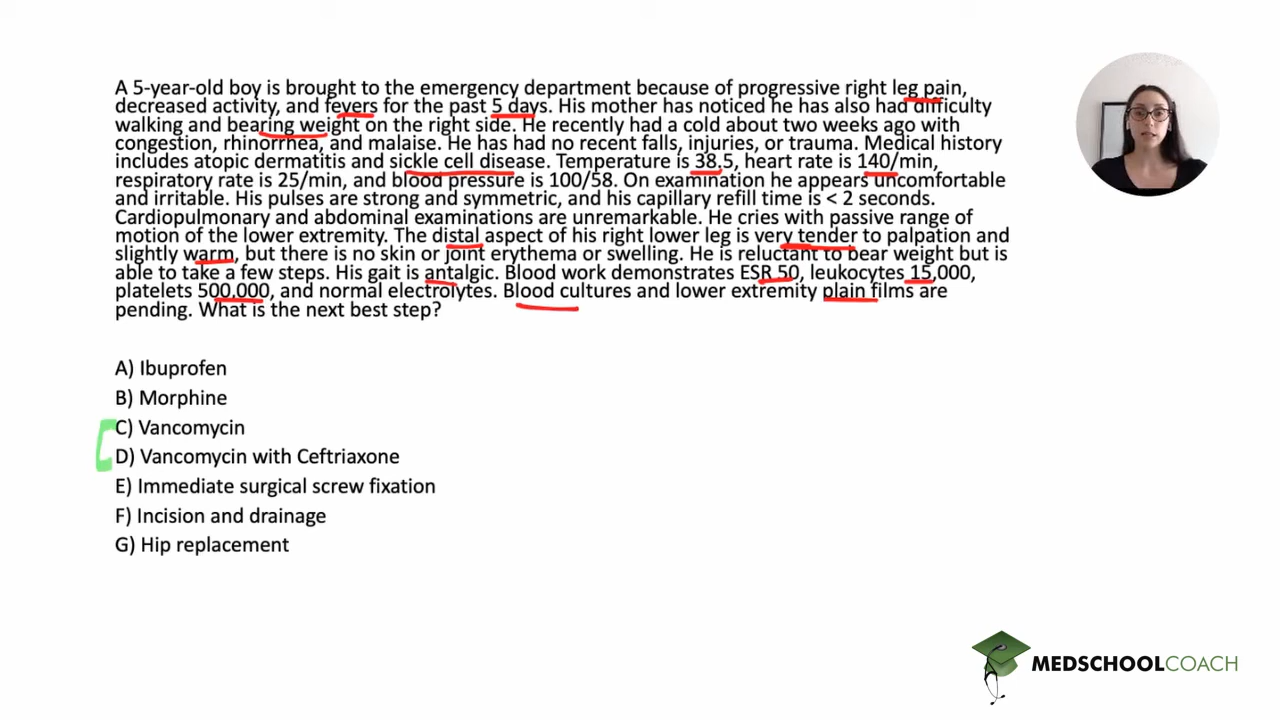 A 5-year-old boy is brought to the emergency department because of progressive right leg pain,
decreased activity, and fevers for the past 5 days. His mother has noticed he has also had difficulty
walking and bearing weight on the right side. He recently had a cold about two weeks ago with
congestion, rhinorrhea, and malaise. He has had no recent falls, injuries, or trauma. Medical history
includes atopic dermatitis and sickle cell disease. Temperature is 38.5, heart rate is 140/min,
respiratory rate is 25/min, and blood pressure is 100/58. On examination he appears uncomfortable
and irritable. His pulses are strong and symmetric, and his capillary refill time is < 2 seconds.
Cardiopulmonary and abdominal examinations are unremarkable. He cries with passive range of
motion of the lower extremity. The distal aspect of his right lower leg is very tender to palpation and
slightly warm, but there is no skin or joint erythema or swelling. He is reluctant to bear weight but is
able to take a few steps. His gait is antalgic. Blood work demonstrates ESR 50, leukocytes 15,000,
platelets 500,000, and normal electrolytes. Blood cultures and lower extremity plain films are
pending. What is the next best step?
A) Ibuprofen
B) Morphine
C) Vancomycin
D) Vancomycin with Ceftriaxone
E) Immediate surgical screw fixation
F) Incision and drainage
G) Hip replacement
MEDSCHOOLCOACH